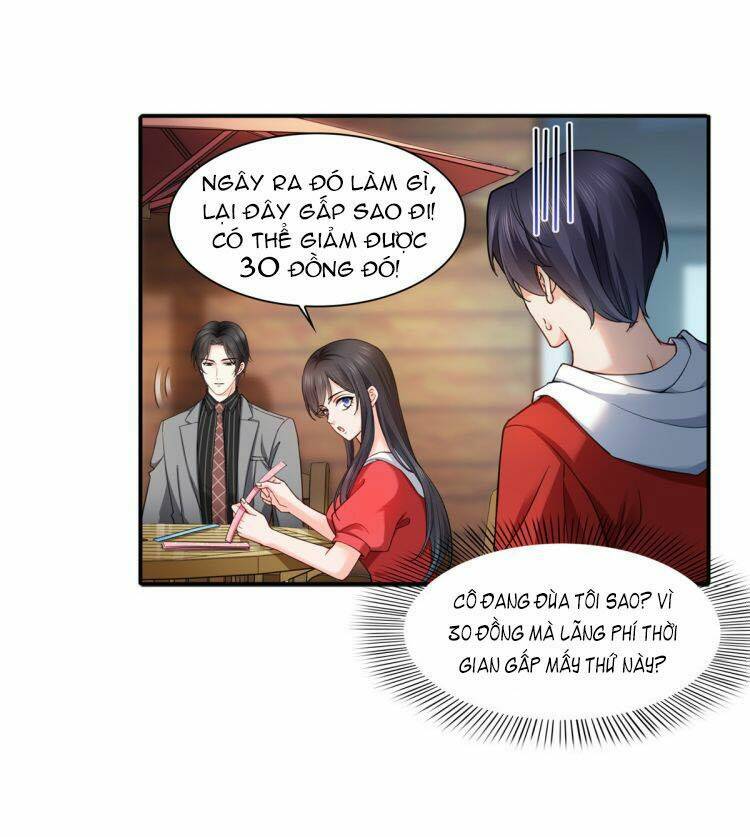 NGÂY RA ĐÓ LÀM GÌ,
LẠI ĐÂY GẤP SAO ĐI!
CÓ THỂ GIẢM ĐƯỢC
30 ĐỒNG ĐÓ!
CÔ ĐANG ĐÙA TÔI SAO? VÌ
30 ĐỒNG MÀ LÃNG PHÍ THỜI
GIAN GẤP MẤY THỨ NÀY?